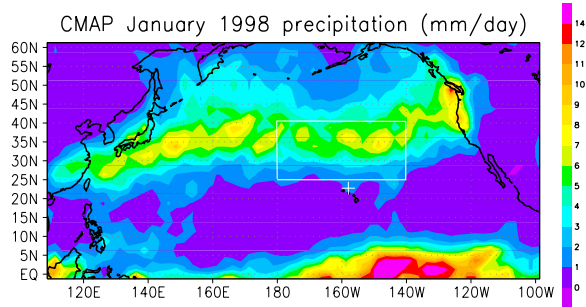 CMAP January 1998 precipitation (mm/day)
60N
55N
50N
45N
40N
35N
30N
25N
20N
15N
10N
5N
EQ
120E 140E 160E 180 160W 140W 120W 100W
14
13
12
11
10
9
8
7
6
5
4
3
2
1
0